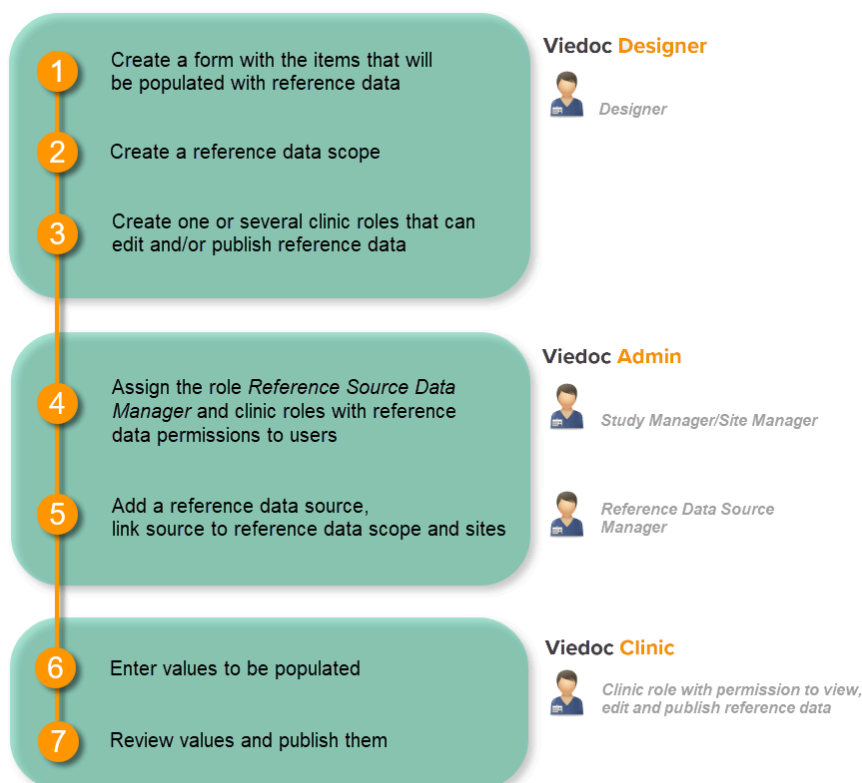 1
Create a form with the items that will
be populated with reference data
2
Create a reference data scope
3
Create one or several clinic roles that can
edit and/or publish reference data
Viedoc Designer
Designer
4
Assign the role Reference Source Data
Manager and clinic roles with reference
data permissions to users
5
Add a reference data source,
link source to reference data scope and sites
Viedoc Admin
Study Manager/Site Manager
Reference Data Source
Manager
6
Enter values to be populated
7
Review values and publish them
Viedoc Clinic
Clinic role with permission to view,
edit and publish reference data